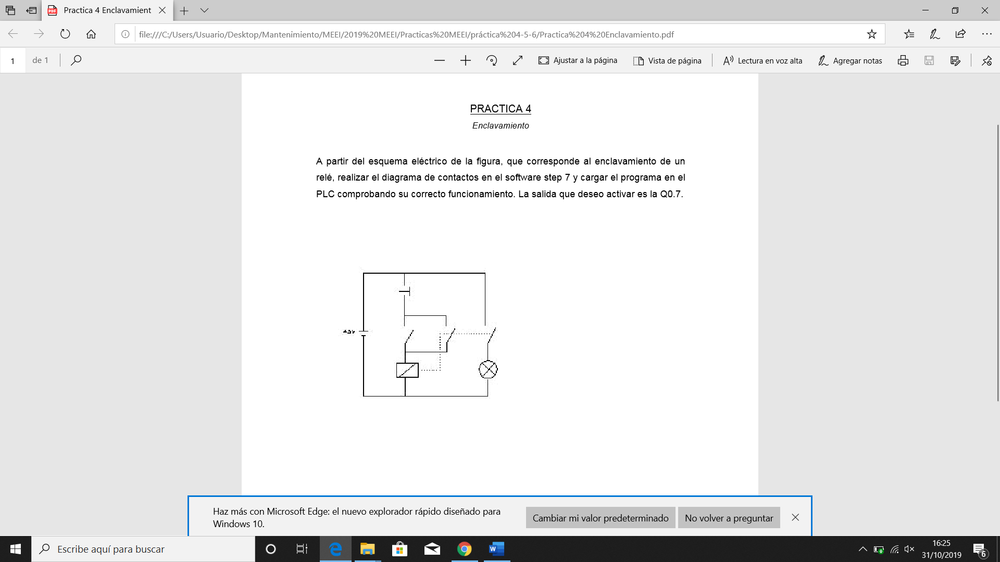 Practica 4 Enclavamient
file:///C:/Users/Usuario/Desktop/Mantenimiento/MEEI/2019%20MEEI/Practicas%20MEEI/práctica%204-5-6/Practica%204%20Enclavamiento.pdf
1 de 1 Ajustar a la página Vista de página Lectura en voz alta Agregar notas
PRACTICA 4
Enclavamiento
A partir del esquema eléctrico de la figura, que corresponde al enclavamiento de un
relé, realizar el diagrama de contactos en el software step 7 y cargar el programa en el
PLC comprobando su correcto funcionamiento. La salida que deseo activar es la Q0.7.
Haz más con Microsoft Edge: el nuevo explorador rápido diseñado para
Windows 10.
Cambiar mi valor predeterminado No volver a preguntar
Escribe aquí para buscar
16:25
31/10/2019
6